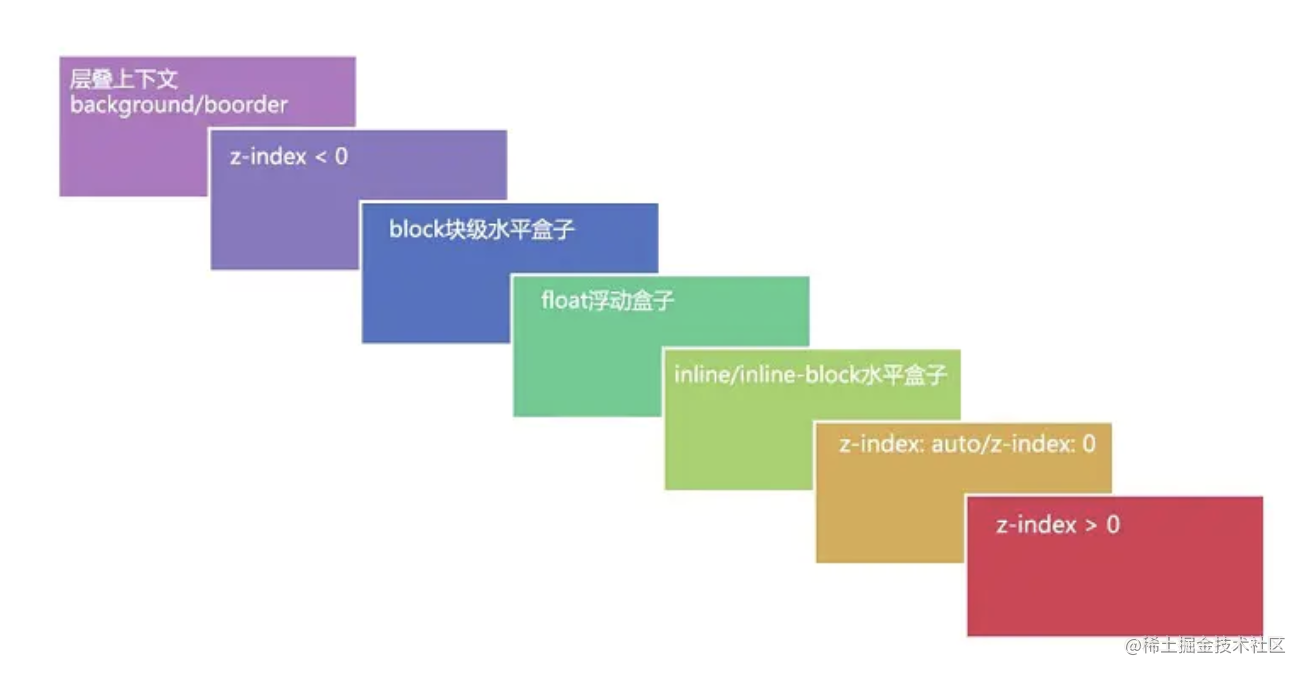 层叠上下文
background/boorder
z-index < 0
block块级水平盒子
float浮动盒子
inline/inline-block水平盒子
z-index: auto/z-index: 0
z-index > 0
@稀土掘金技术社区